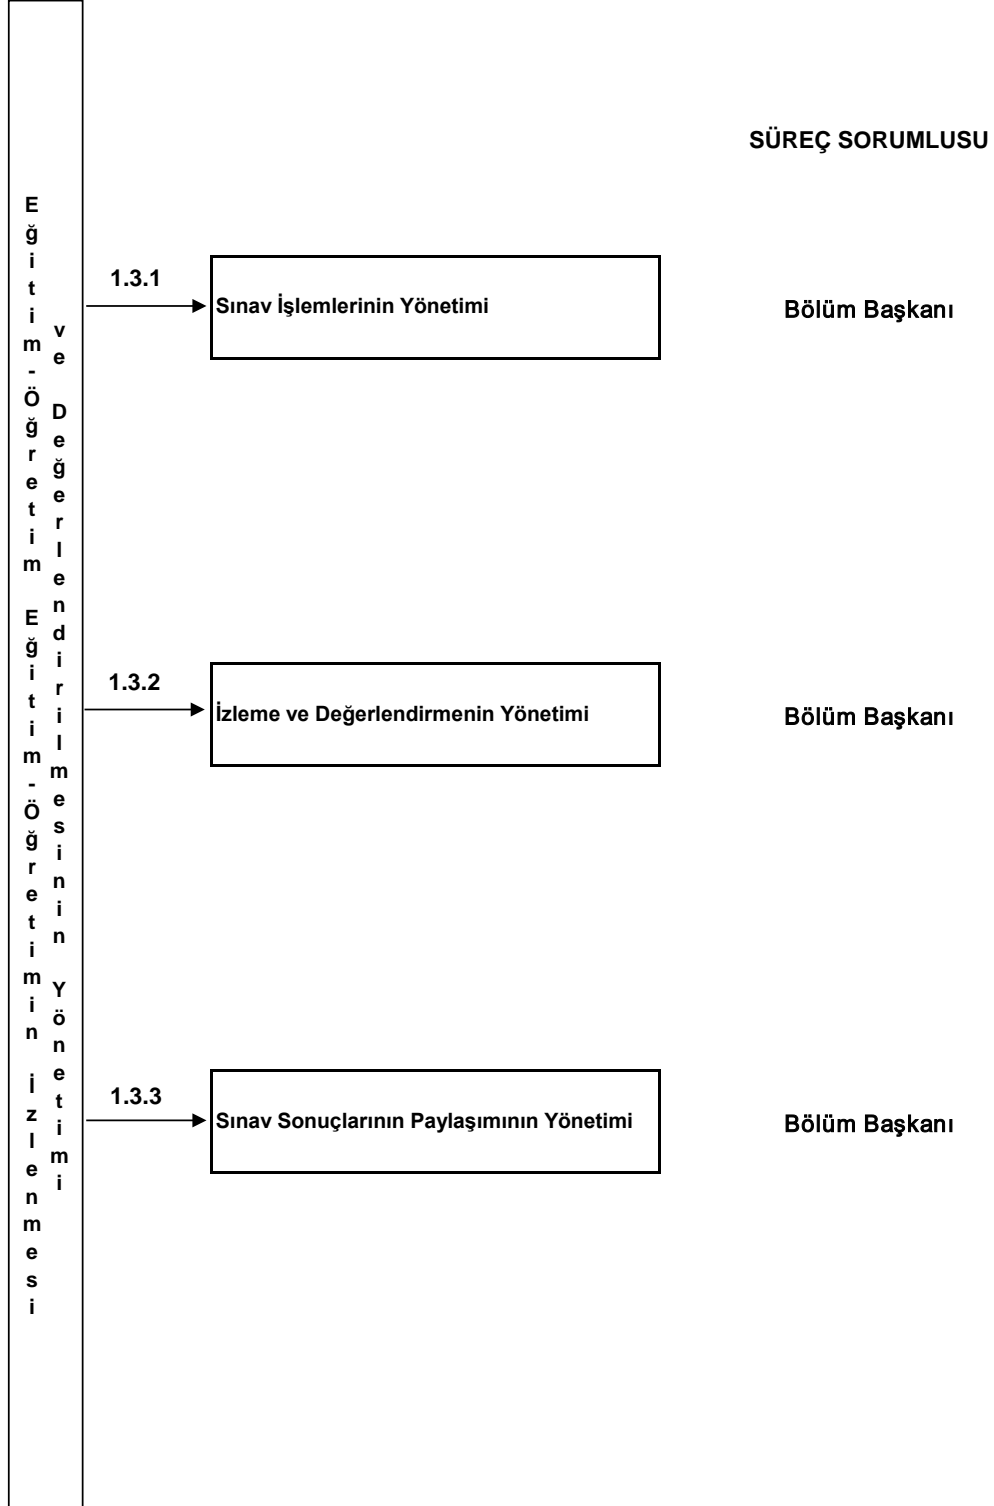 SÜREÇ SORUMLUSU
Eğitim-Öğretim Eğitim-Öğretimin İzlenmesi
ve Değerlendirilmesinin Yönetimi
1.3.1
Sınav İşlemlerinin Yönetimi
Bölüm Başkanı
1.3.2
İzleme ve Değerlendirmenin Yönetimi
Bölüm Başkanı
1.3.3
Sınav Sonuçlarının Paylaşımının Yönetimi
Bölüm Başkanı